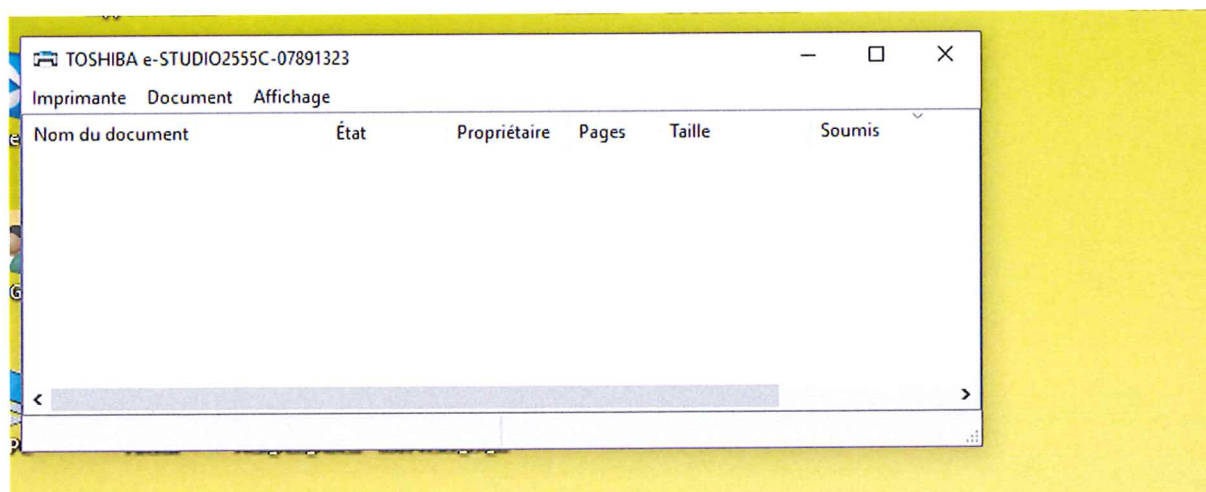 TOSHIBA e-STUDIO2555C-07891323
Imprimante Document Affichage
Nom du document État Propriétaire Pages Taille Soumis